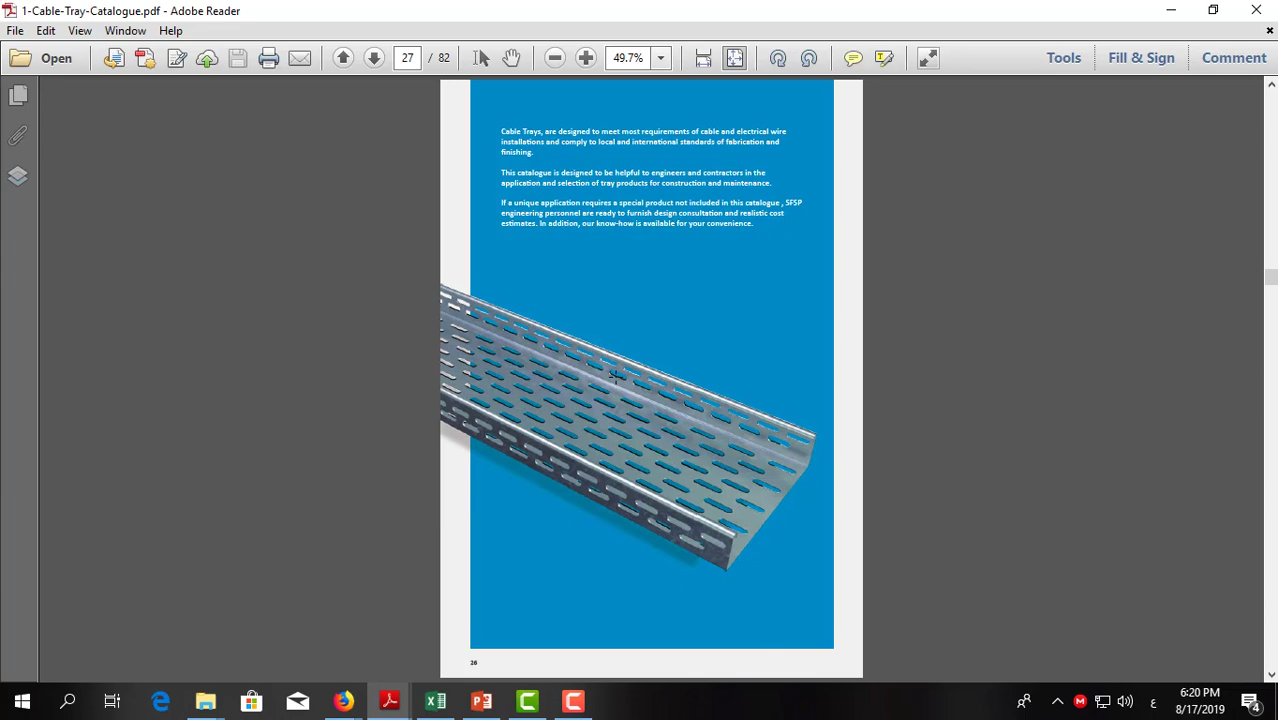 1-Cable-Tray-Catalogue.pdf - Adobe Reader
File Edit View Window Help
Open 27 / 82 49.7% Tools Fill & Sign Comment
Cable Trays, are designed to meet most requirements of cable and electrical wire
installations and comply to local and international standards of fabrication and
finishing.
This catalogue is designed to be helpful to engineers and contractors in the
application and selection of tray products for construction and maintenance.
If a unique application requires a special product not included in this catalogue , SFSP
engineering personnel are ready to furnish design consultation and realistic cost
estimates. In addition, our know-how is available for your convenience.
26
ع 6:20 PM
8/17/2019
4